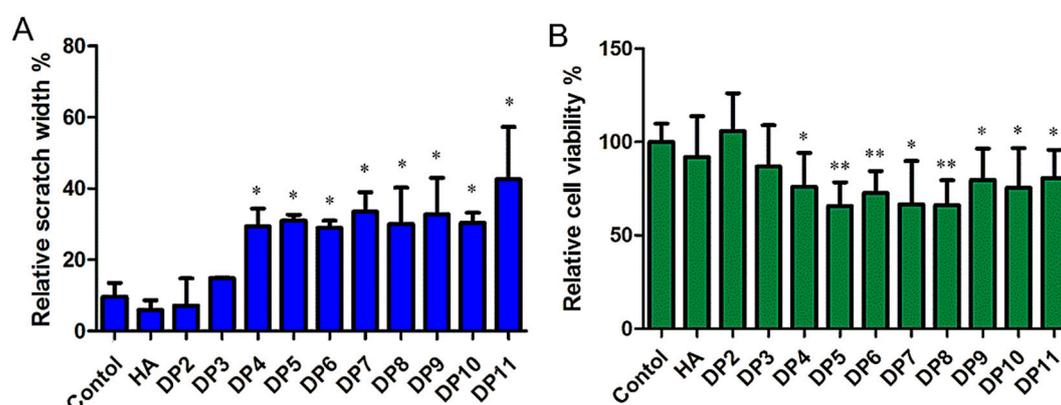 A
Relative scratch width %
80
60
40
20
0
* * * * * * * *
Contol HA DP2 DP3 DP4 DP5 DP6 DP7 DP8 DP9 DP10 DP11
B
Relative cell viability %
150
100
50
0
* ** ** * ** * * *
Contol HA DP2 DP3 DP4 DP5 DP6 DP7 DP8 DP9 DP10 DP11